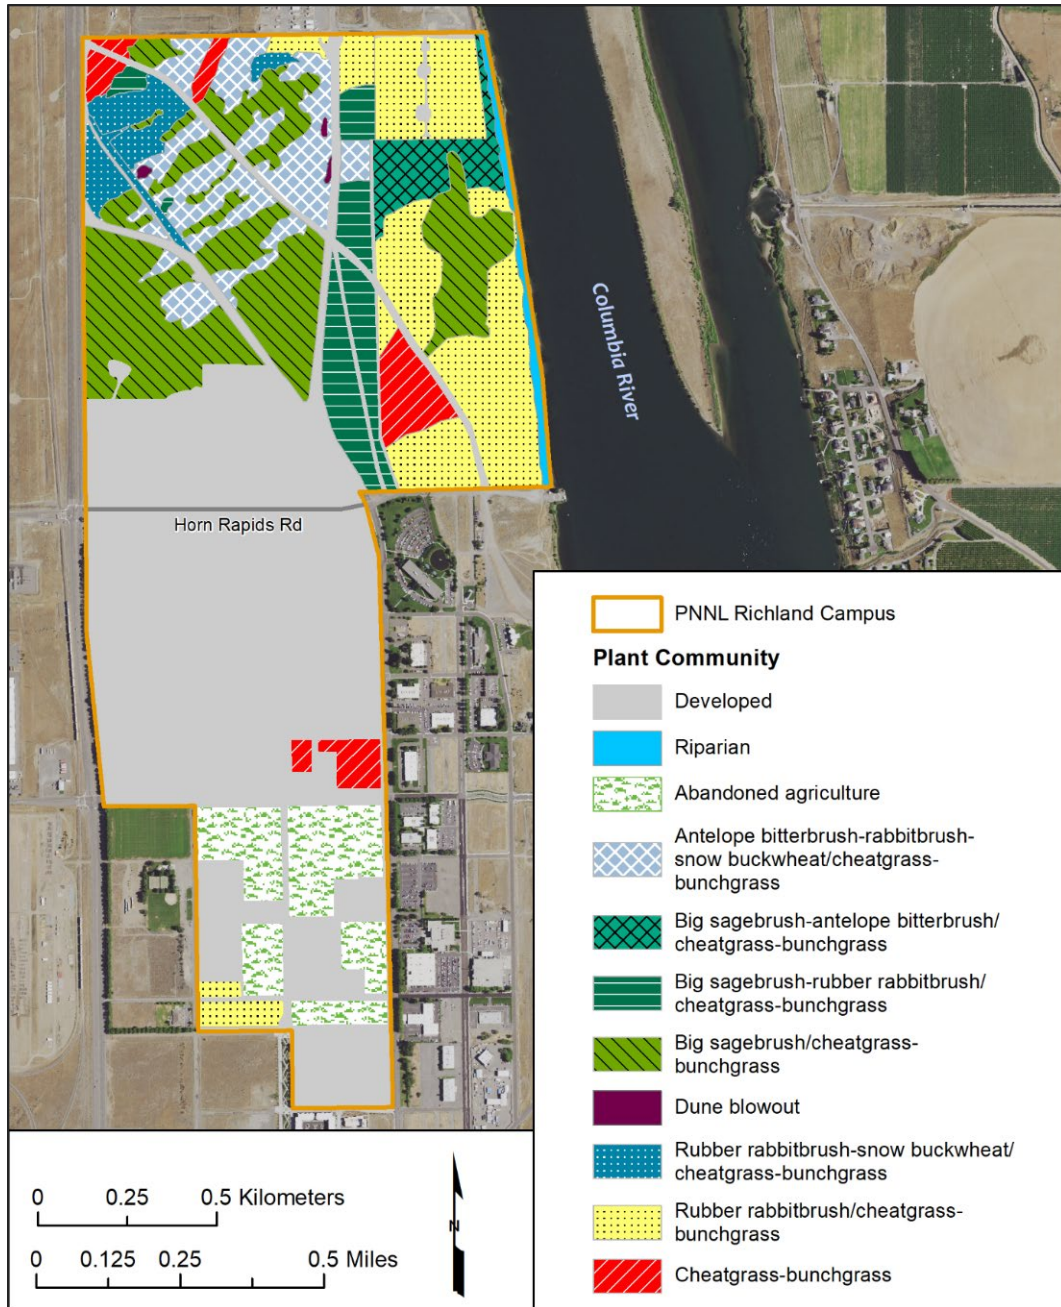 Columbia River
Horn Rapids Rd
PNNL Richland Campus
Plant Community
Developed
Riparian
Abandoned agriculture
Antelope bitterbrush-rabbitbrush-
snow buckwheat/cheatgrass-
bunchgrass
Big sagebrush-antelope bitterbrush/
cheatgrass-bunchgrass
Big sagebrush-rubber rabbitbrush/
cheatgrass-bunchgrass
Big sagebrush/cheatgrass-
bunchgrass
Dune blowout
Rubber rabbitbrush-snow buckwheat/
cheatgrass-bunchgrass
Rubber rabbitbrush/cheatgrass-
bunchgrass
Cheatgrass-bunchgrass
0 0.25 0.5 Kilometers
0 0.125 0.25 0.5 Miles
N